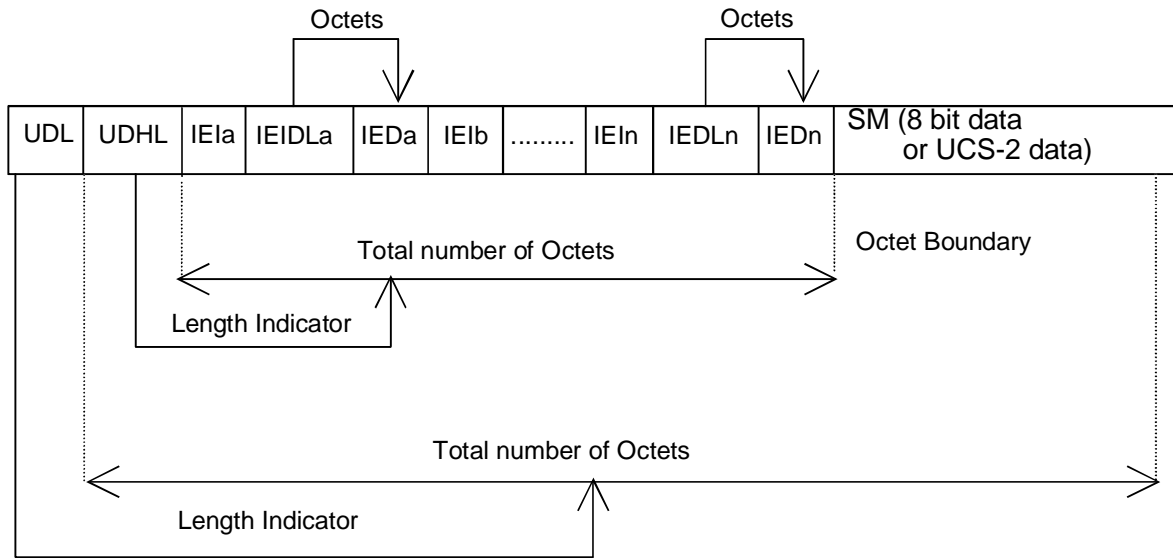 Octets
Octets
UDL UDHL IEIa IEIDLa IEDa IEIb ......... IEIn IEDLn IEDn SM (8 bit data
or UCS-2 data)
Total number of Octets
Octet Boundary
Length Indicator
Total number of Octets
Length Indicator